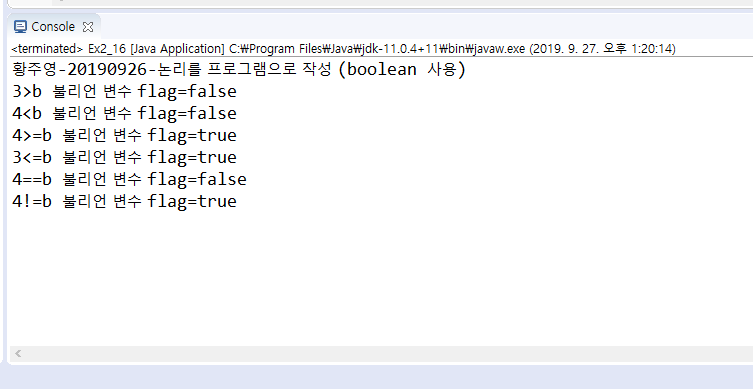 Console
<terminated> Ex2_16 [Java Application] C:₩Program Files₩Java₩jdk-11.0.4+11₩bin₩javaw.exe (2019. 9. 27. 오후 1:20:14)
황주영-20190926-논리를 프로그램으로 작성 (boolean 사용)
3>b 불리언 변수 flag=false
4<b 불리언 변수 flag=false
4>=b 불리언 변수 flag=true
3<=b 불리언 변수 flag=true
4==b 불리언 변수 flag=false
4!=b 불리언 변수 flag=true